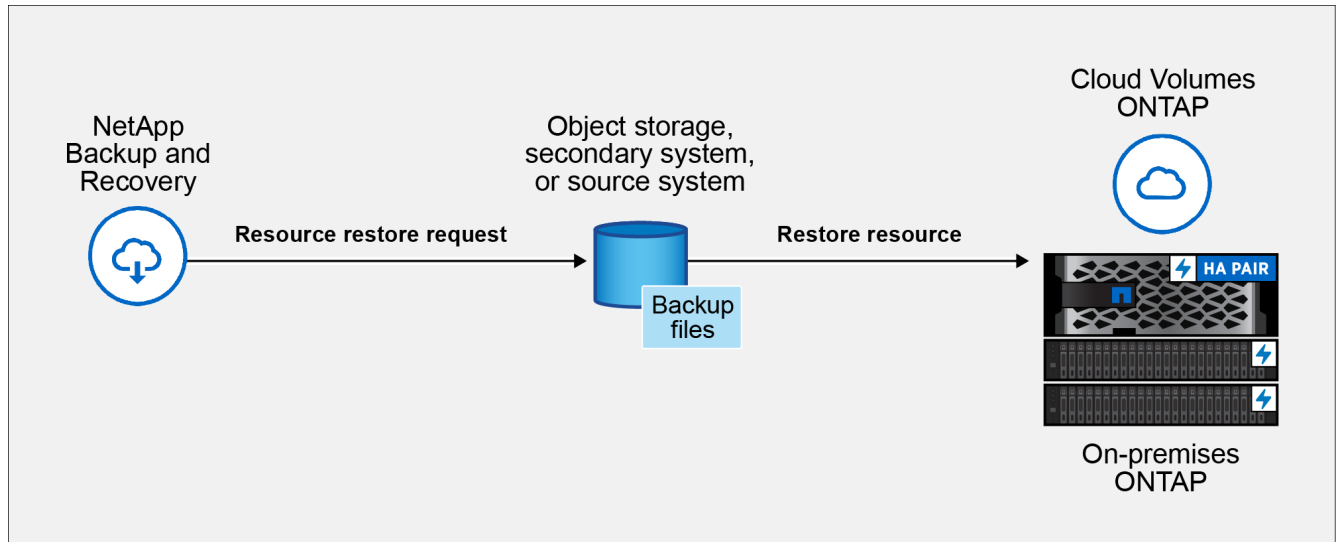 NetApp
Backup and
Recovery
Resource restore request
Object storage,
secondary system,
or source system
Backup
files
Restore resource
Cloud Volumes
ONTAP
HA PAIR
On-premises
ONTAP